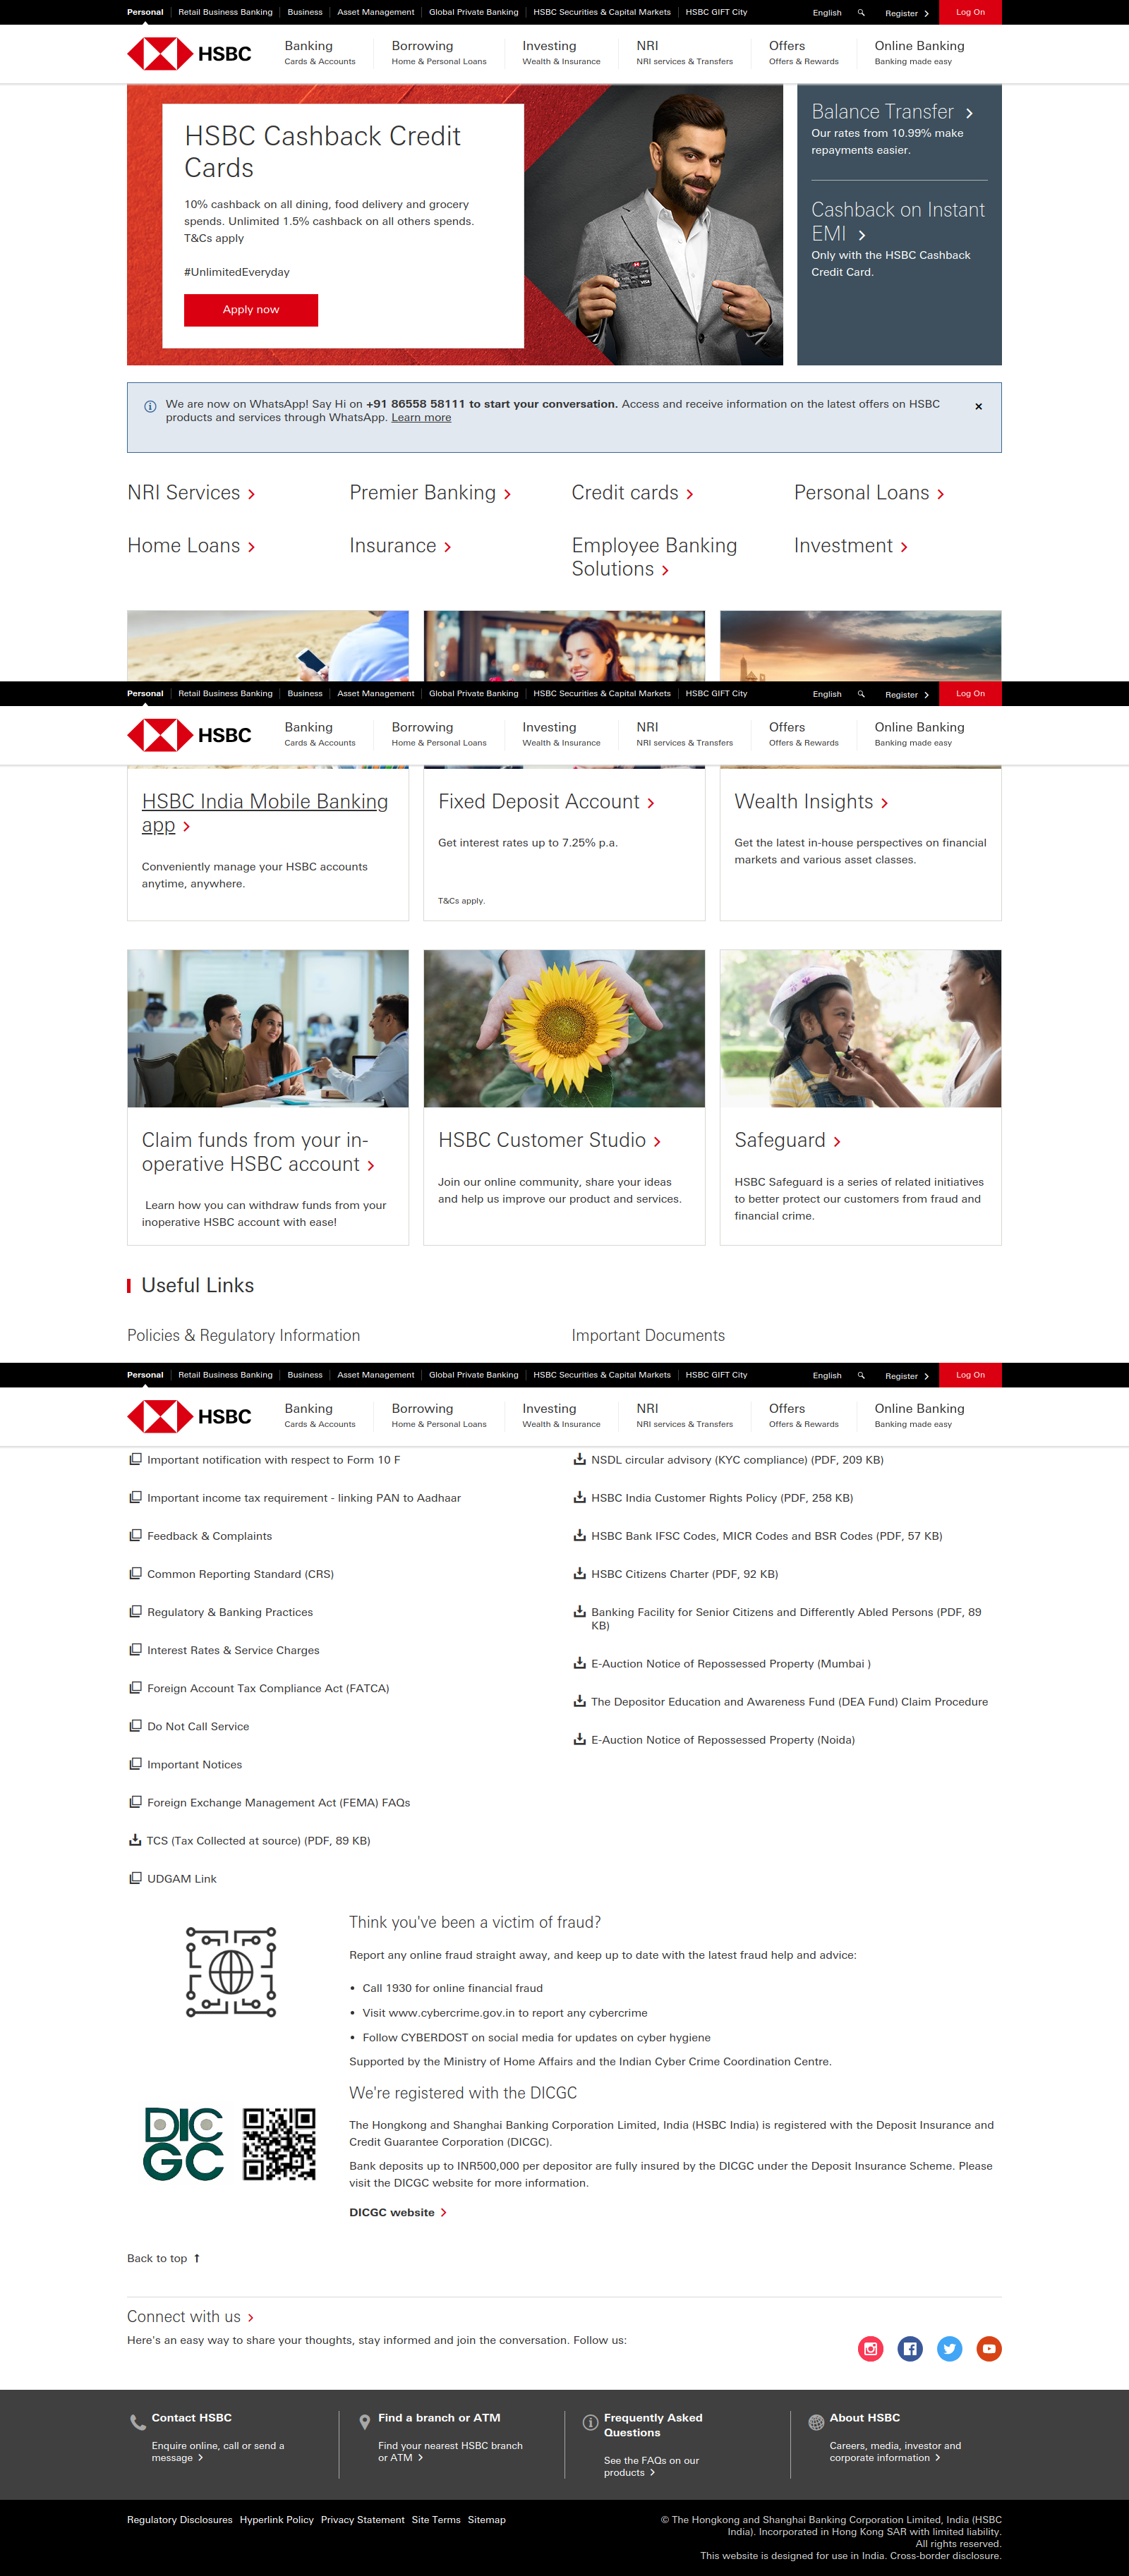 Personal
Retail Business Banking
Business
Asset Management
Global Private Banking
HSBC Securities & Capital Markets
HSBC GIFT City
English
Register
Log On
HSBC
Banking
Cards & Accounts
Borrowing
Home & Personal Loans
Investing
Wealth & Insurance
NRI
NRI services & Transfers
Offers
Offers & Rewards
Online Banking
Banking made easy
HSBC Cashback Credit
Cards
10% cashback on all dining, food delivery and grocery
spends. Unlimited 1.5% cashback on all others spends.
T&Cs apply
#UnlimitedEveryday
Apply now
VISA
Balance Transfer
Our rates from 10.99% make
repayments easier.
Cashback on Instant
EMI
Only with the HSBC Cashback
Credit Card.
We are now on WhatsApp! Say Hi on +91 86558 58111 to start your conversation. Access and receive information on the latest offers on HSBC
products and services through WhatsApp. Learn more
NRI Services
Premier Banking
Credit cards
Personal Loans
Home Loans
Insurance
Employee Banking
Solutions
Investment
Personal
Retail Business Banking
Business
Asset Management
Global Private Banking
HSBC Securities & Capital Markets
HSBC GIFT City
English
Register
Log On
HSBC
Banking
Cards & Accounts
Borrowing
Home & Personal Loans
Investing
Wealth & Insurance
NRI
NRI services & Transfers
Offers
Offers & Rewards
Online Banking
Banking made easy
HSBC India Mobile Banking
app
Conveniently manage your HSBC accounts
anytime, anywhere.
Fixed Deposit Account
Get interest rates up to 7.25% p.a.
T&Cs apply.
Wealth Insights
Get the latest in-house perspectives on financial
markets and various asset classes.
Claim funds from your in-
operative HSBC account
Learn how you can withdraw funds from your
inoperative HSBC account with ease!
HSBC Customer Studio
Join our online community, share your ideas
and help us improve our product and services.
Safeguard
HSBC Safeguard is a series of related initiatives
to better protect our customers from fraud and
financial crime.
Useful Links
Policies & Regulatory Information
Important Documents
Personal
Retail Business Banking
Business
Asset Management
Global Private Banking
HSBC Securities & Capital Markets
HSBC GIFT City
English
Register
Log On
HSBC
Banking
Cards & Accounts
Borrowing
Home & Personal Loans
Investing
Wealth & Insurance
NRI
NRI services & Transfers
Offers
Offers & Rewards
Online Banking
Banking made easy
Important notification with respect to Form 10 F
Important income tax requirement - linking PAN to Aadhaar
Feedback & Complaints
Common Reporting Standard (CRS)
Regulatory & Banking Practices
Interest Rates & Service Charges
Foreign Account Tax Compliance Act (FATCA)
Do Not Call Service
Important Notices
Foreign Exchange Management Act (FEMA) FAQs
TCS (Tax Collected at source) (PDF, 89 KB)
UDGAM Link
NSDL circular advisory (KYC compliance) (PDF, 209 KB)
HSBC India Customer Rights Policy (PDF, 258 KB)
HSBC Bank IFSC Codes, MICR Codes and BSR Codes (PDF, 57 KB)
HSBC Citizens Charter (PDF, 92 KB)
Banking Facility for Senior Citizens and Differently Abled Persons (PDF, 89
KB)
E-Auction Notice of Repossessed Property (Mumbai )
The Depositor Education and Awareness Fund (DEA Fund) Claim Procedure
E-Auction Notice of Repossessed Property (Noida)
Think you've been a victim of fraud?
Report any online fraud straight away, and keep up to date with the latest fraud help and advice:
• Call 1930 for online financial fraud
• Visit www.cybercrime.gov.in to report any cybercrime
• Follow CYBERDOST on social media for updates on cyber hygiene
Supported by the Ministry of Home Affairs and the Indian Cyber Crime Coordination Centre.
DIC
GC
We're registered with the DICGC
The Hongkong and Shanghai Banking Corporation Limited, India (HSBC India) is registered with the Deposit Insurance and
Credit Guarantee Corporation (DICGC).
Bank deposits up to INR500,000 per depositor are fully insured by the DICGC under the Deposit Insurance Scheme. Please
visit the DICGC website for more information.
DICGC website
Back to top
Connect with us
Here's an easy way to share your thoughts, stay informed and join the conversation. Follow us:
Contact HSBC
Enquire online, call or send a
message
Find a branch or ATM
Find your nearest HSBC branch
or ATM
Frequently Asked
Questions
See the FAQs on our
products
About HSBC
Careers, media, investor and
corporate information
Regulatory Disclosures
Hyperlink Policy
Privacy Statement
Site Terms
Sitemap
© The Hongkong and Shanghai Banking Corporation Limited, India (HSBC
India). Incorporated in Hong Kong SAR with limited liability.
All rights reserved.
This website is designed for use in India. Cross-border disclosure.